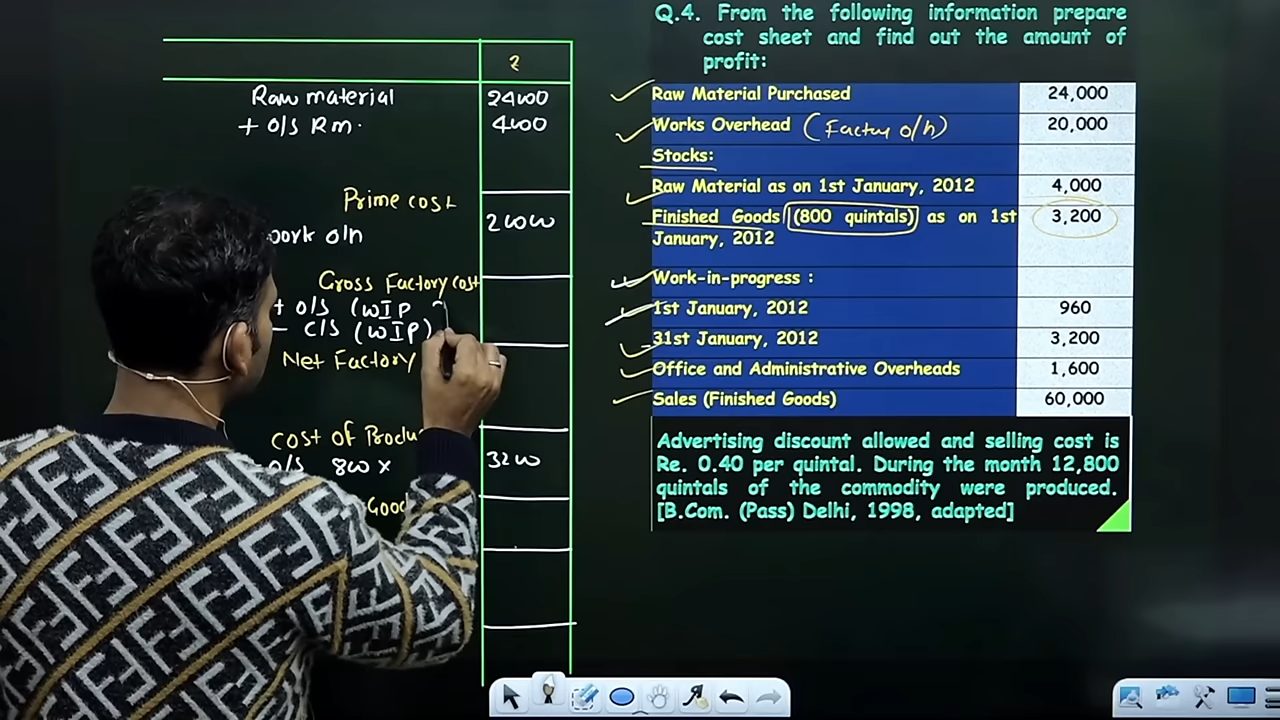 ₹
Raw material 24000
+ O/S R m. 4000
Prime cost
work o/h 20000
Gross Factory cost
+ O/S (WIP
- C/S (WIP)
Net Factory
Cost of Produ
O/S 800 x 3200
Goo
Q.4. From the following information prepare
cost sheet and find out the amount of
profit:
Raw Material Purchased 24,000
Works Overhead (Factory o/h) 20,000
Stocks:
Raw Material as on 1st January, 2012 4,000
Finished Goods (800 quintals) as on 1st 3,200
January, 2012
Work-in-progress :
1st January, 2012 960
31st January, 2012 3,200
Office and Administrative Overheads 1,600
Sales (Finished Goods) 60,000
Advertising discount allowed and selling cost is
Re. 0.40 per quintal. During the month 12,800
quintals of the commodity were produced.
[B.Com. (Pass) Delhi, 1998, adapted]